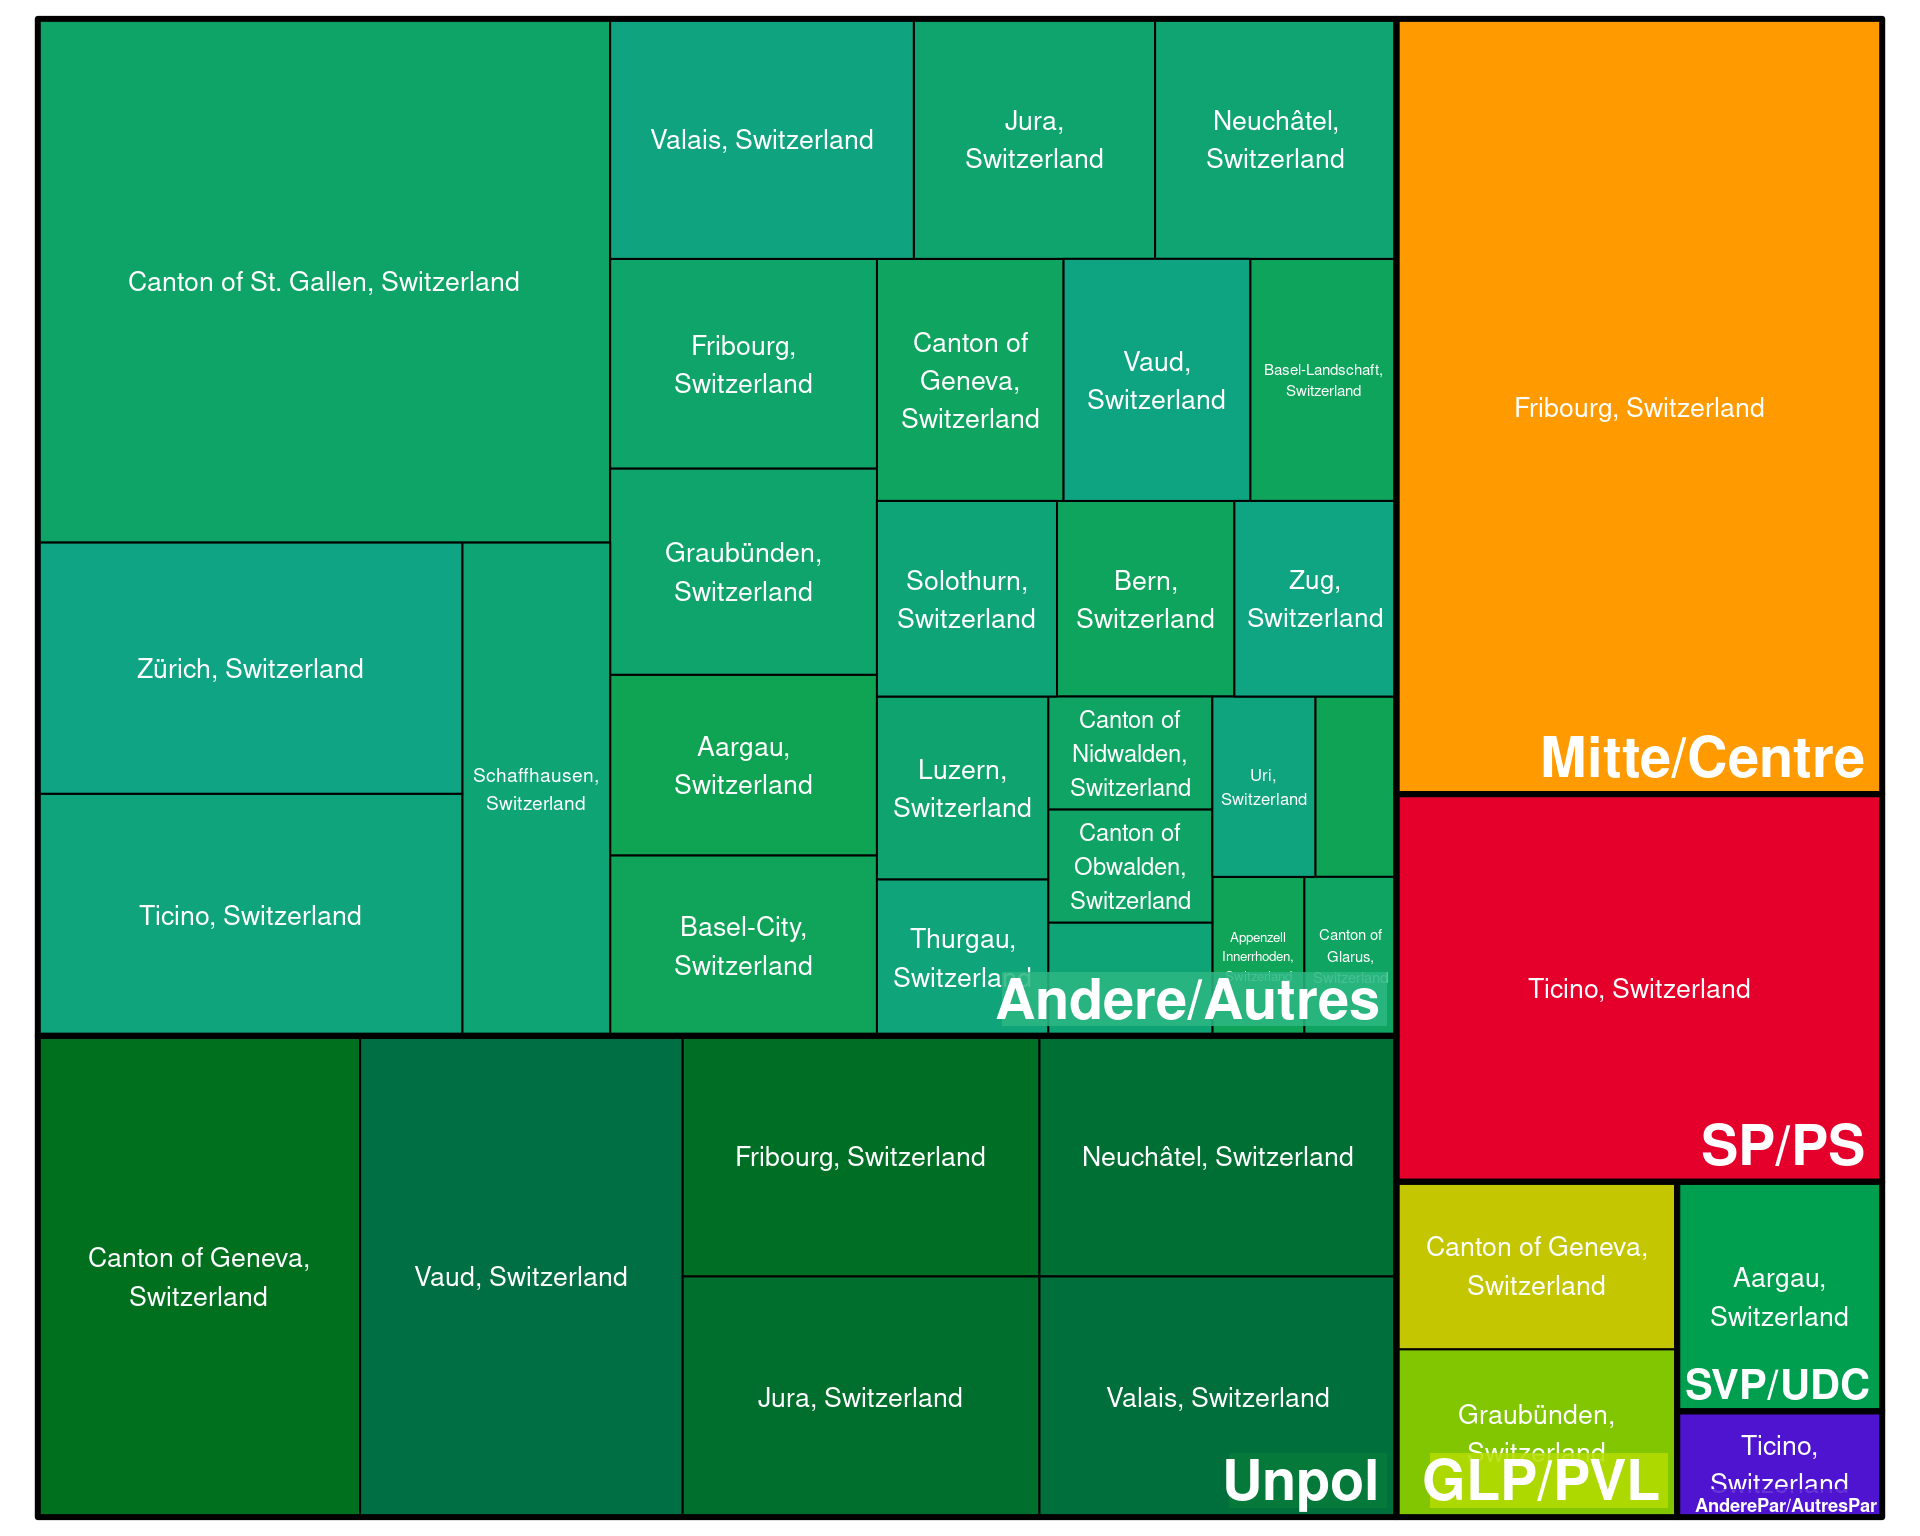 Canton of St. Gallen, Switzerland
Valais, Switzerland
Jura,
Switzerland
Neuchâtel,
Switzerland
Fribourg,
Switzerland
Canton of
Geneva,
Switzerland
Vaud,
Switzerland
Basel-Landschaft,
Switzerland
Graubünden,
Switzerland
Solothurn,
Switzerland
Bern,
Switzerland
Zug,
Switzerland
Zürich, Switzerland
Schaffhausen,
Switzerland
Ticino, Switzerland
Aargau,
Switzerland
Basel-City,
Switzerland
Luzern,
Switzerland
Thurgau,
Switzerland
Canton of
Nidwalden,
Switzerland
Canton of
Obwalden,
Switzerland
Uri,
Switzerland
Appenzell
Innerrhoden,
Switzerland
Canton of
Glarus,
Switzerland
Andere/Autres
Canton of Geneva,
Switzerland
Vaud, Switzerland
Fribourg, Switzerland
Neuchâtel, Switzerland
Jura, Switzerland
Valais, Switzerland
Unpol
Fribourg, Switzerland
Mitte/Centre
Ticino, Switzerland
SP/PS
Canton of Geneva,
Switzerland
Graubünden,
Switzerland
GLP/PVL
Aargau,
Switzerland
SVP/UDC
Ticino,
Switzerland
AnderePar/AutresPar